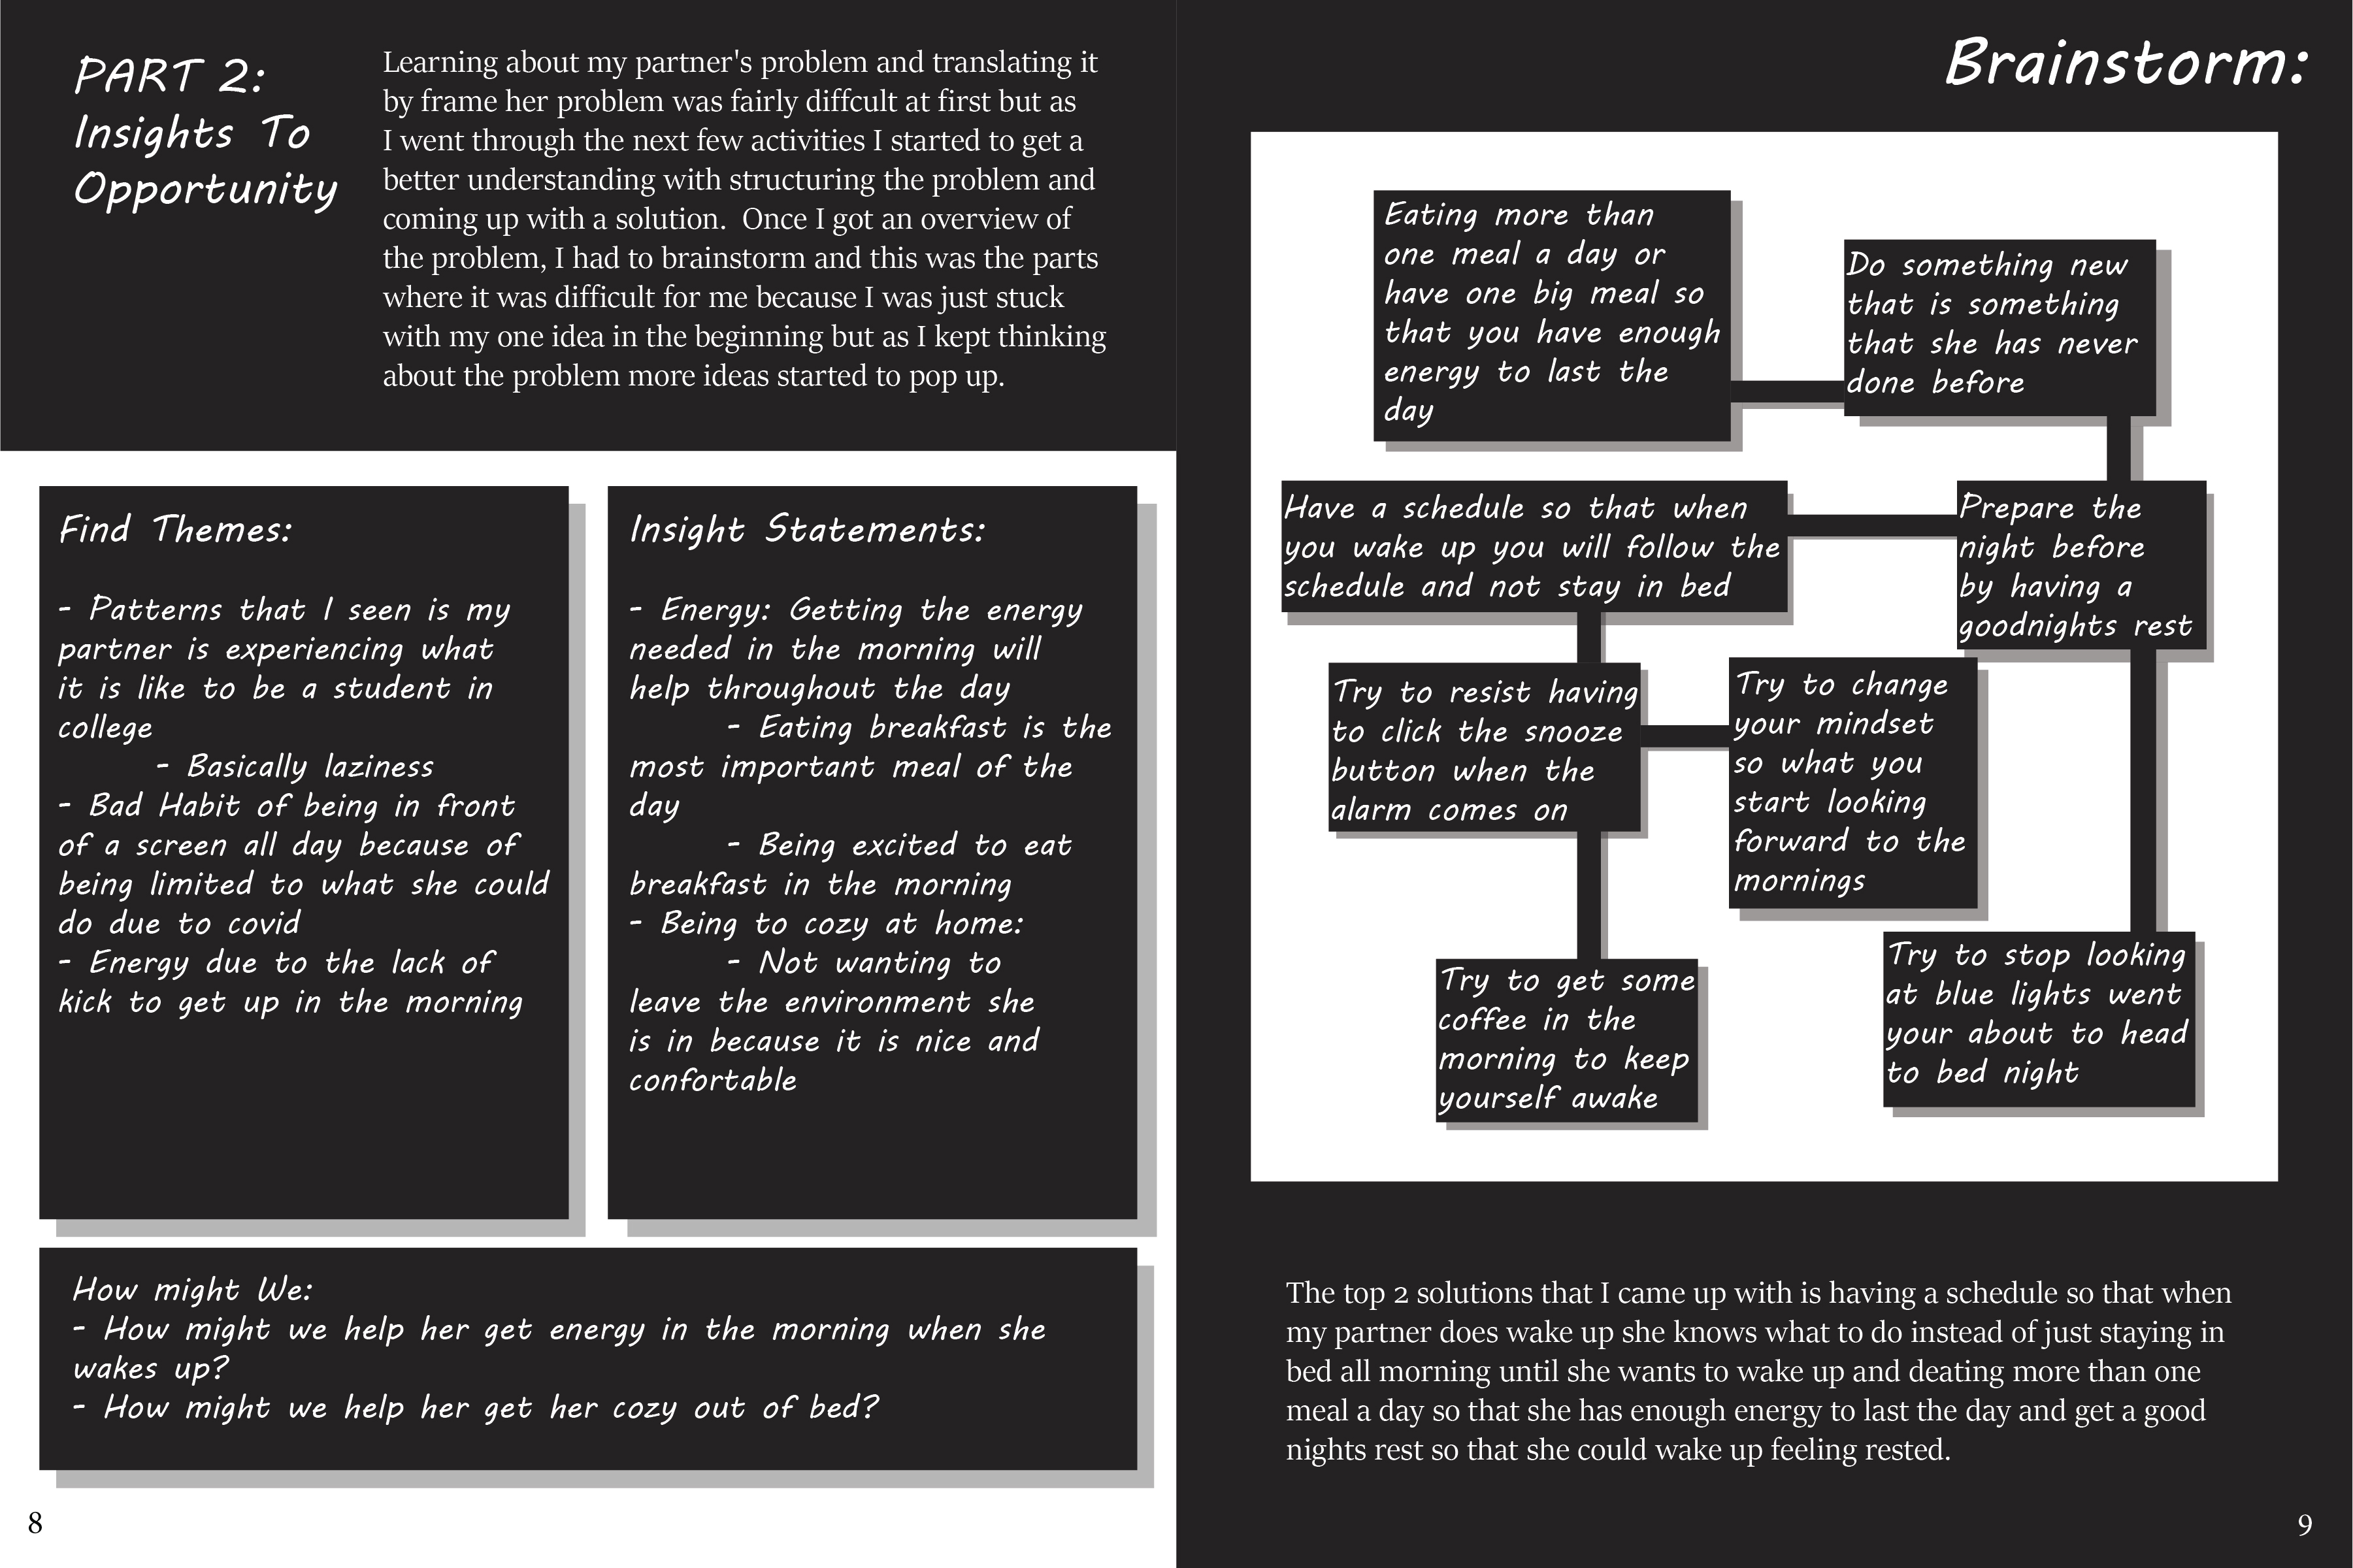 PART 2:
Insights To
Opportunity
Learning about my partner's problem and translating it
by frame her problem was fairly diffcult at first but as
I went through the next few activities I started to get a
better understanding with structuring the problem and
coming up with a solution.  Once I got an overview of
the problem, I had to brainstorm and this was the parts
where it was difficult for me because I was just stuck
with my one idea in the beginning but as I kept thinking
about the problem more ideas started to pop up.
Find Themes:
- Patterns that I seen is my
partner is experiencing what
it is like to be a student in
college
- Basically laziness
- Bad Habit of being in front
of a screen all day because of
being limited to what she could
do due to covid
- Energy due to the lack of
kick to get up in the morning
Insight Statements:
- Energy: Getting the energy
needed in the morning will
help throughout the day
- Eating breakfast is the
most important meal of the
day
- Being excited to eat
breakfast in the morning
- Being to cozy at home:
- Not wanting to
leave the environment she
is in because it is nice and
confortable
How might We:
- How might we help her get energy in the morning when she
wakes up?
- How might we help her get her cozy out of bed?
8
Brainstorm:
Eating more than
one meal a day or
have one big meal so
that you have enough
energy to last the
day
Do something new
that is something
that she has never
done before
Have a schedule so that when
you wake up you will follow the
schedule and not stay in bed
Prepare the
night before
by having a
goodnights rest
Try to resist having
to click the snooze
button when the
alarm comes on
Try to change
your mindset
so what you
start looking
forward to the
mornings
Try to get some
coffee in the
morning to keep
yourself awake
Try to stop looking
at blue lights went
your about to head
to bed night
The top 2 solutions that I came up with is having a schedule so that when
my partner does wake up she knows what to do instead of just staying in
bed all morning until she wants to wake up and deating more than one
meal a day so that she has enough energy to last the day and get a good
nights rest so that she could wake up feeling rested.
9